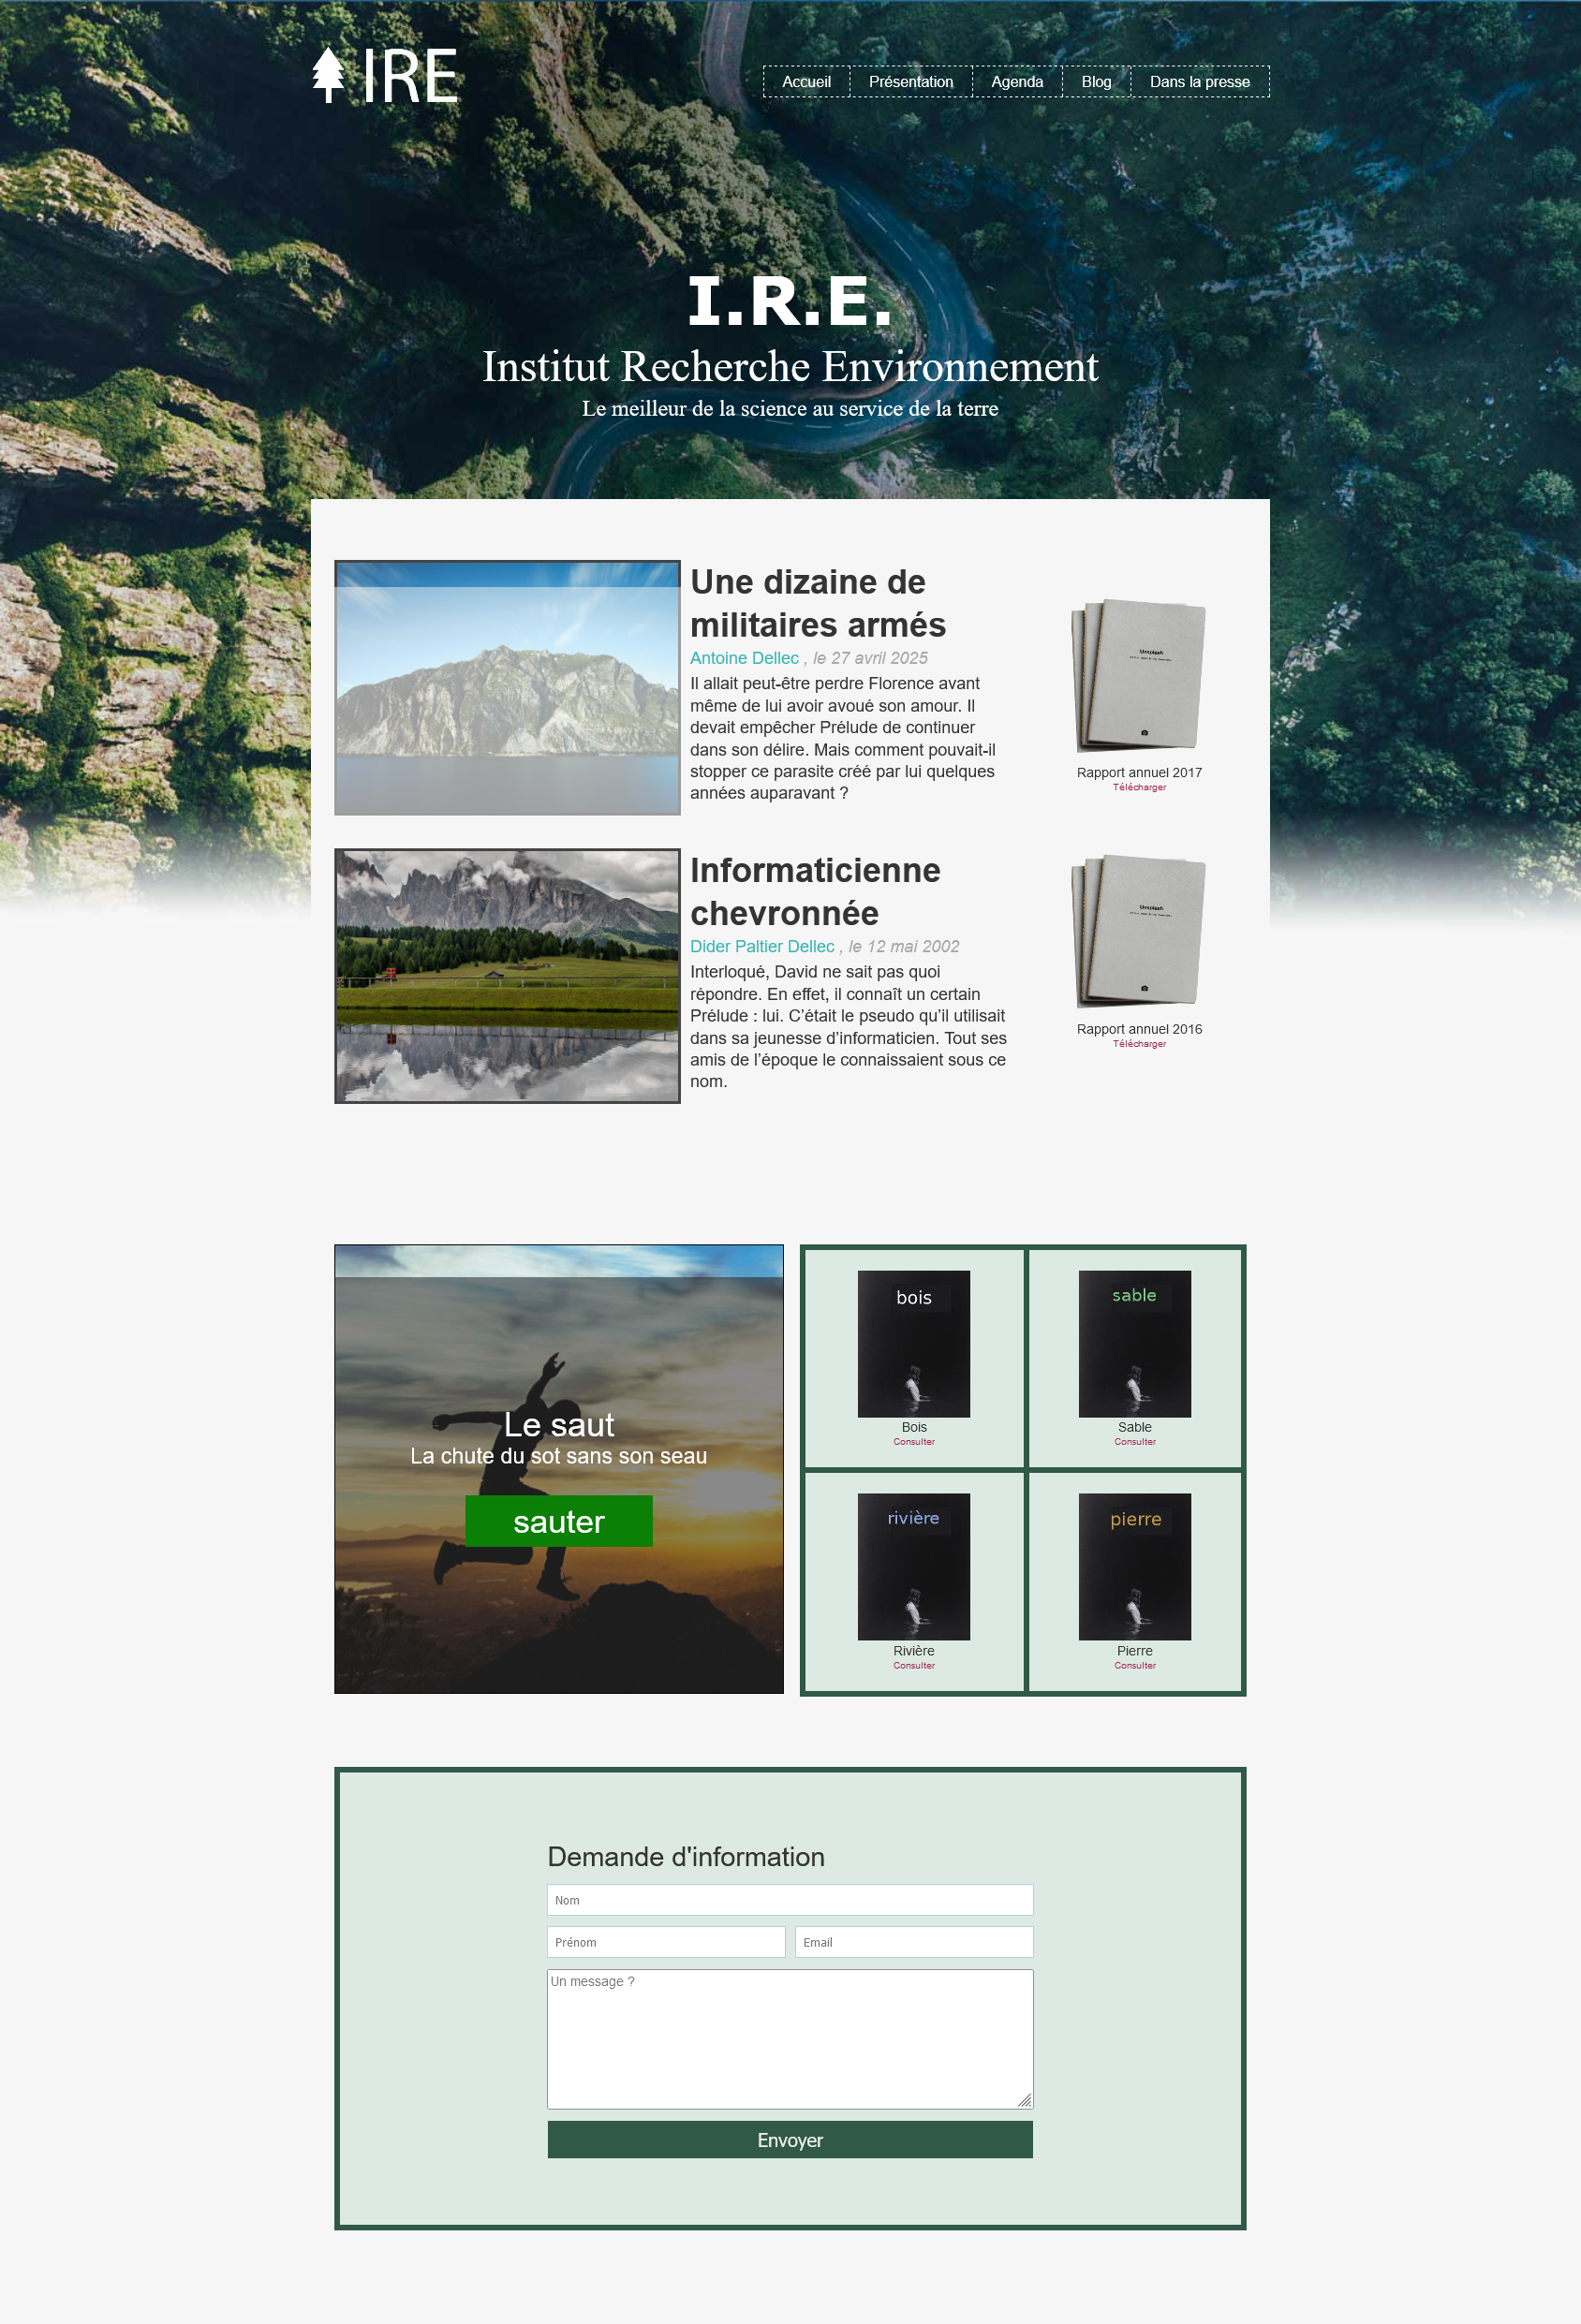 IRE
Accueil
Présentation
Agenda
Blog
Dans la presse
I.R.E.
Institut Recherche Environnement
Le meilleur de la science au service de la terre
Une dizaine de
militaires armés
Antoine Dellec , le 27 avril 2025
Il allait peut-être perdre Florence avant
même de lui avoir avoué son amour. Il
devait empêcher Prélude de continuer
dans son délire. Mais comment pouvait-il
stopper ce parasite créé par lui quelques
années auparavant ?
Unsplash
Rapport annuel 2017
Télécharger
Informaticienne
chevronnée
Dider Paltier Dellec , le 12 mai 2002
Interloqué, David ne sait pas quoi
répondre. En effet, il connaît un certain
Prélude : lui. C’était le pseudo qu’il utilisait
dans sa jeunesse d’informaticien. Tout ses
amis de l’époque le connaissaient sous ce
nom.
Unsplash
Rapport annuel 2016
Télécharger
Le saut
La chute du sot sans son seau
sauter
bois
Bois
Consulter
sable
Sable
Consulter
rivière
Rivière
Consulter
pierre
Pierre
Consulter
Demande d'information
Nom
Prénom
Email
Un message ?
Envoyer